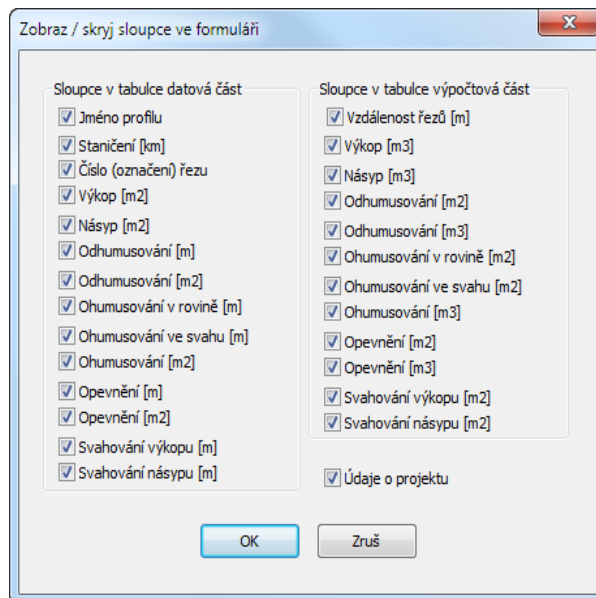 Zobraz / skryj sloupce ve formuláři
Sloupce v tabulce datová část
Jméno profilu
Staničení [km]
Číslo (označení) řezu
Výkop [m2]
Násyp [m2]
Odhumusování [m]
Odhumusování [m2]
Ohumusování v rovině [m]
Ohumusování ve svahu [m]
Ohumusování [m2]
Opevnění [m]
Opevnění [m2]
Svahování výkopu [m]
Svahování násypu [m]
Sloupce v tabulce výpočtová část
Vzdálenost řezů [m]
Výkop [m3]
Násyp [m3]
Odhumusování [m2]
Odhumusování [m3]
Ohumusování v rovině [m2]
Ohumusování ve svahu [m2]
Ohumusování [m3]
Opevnění [m2]
Opevnění [m3]
Svahování výkopu [m2]
Svahování násypu [m2]
Údaje o projektu
OK
Zruš